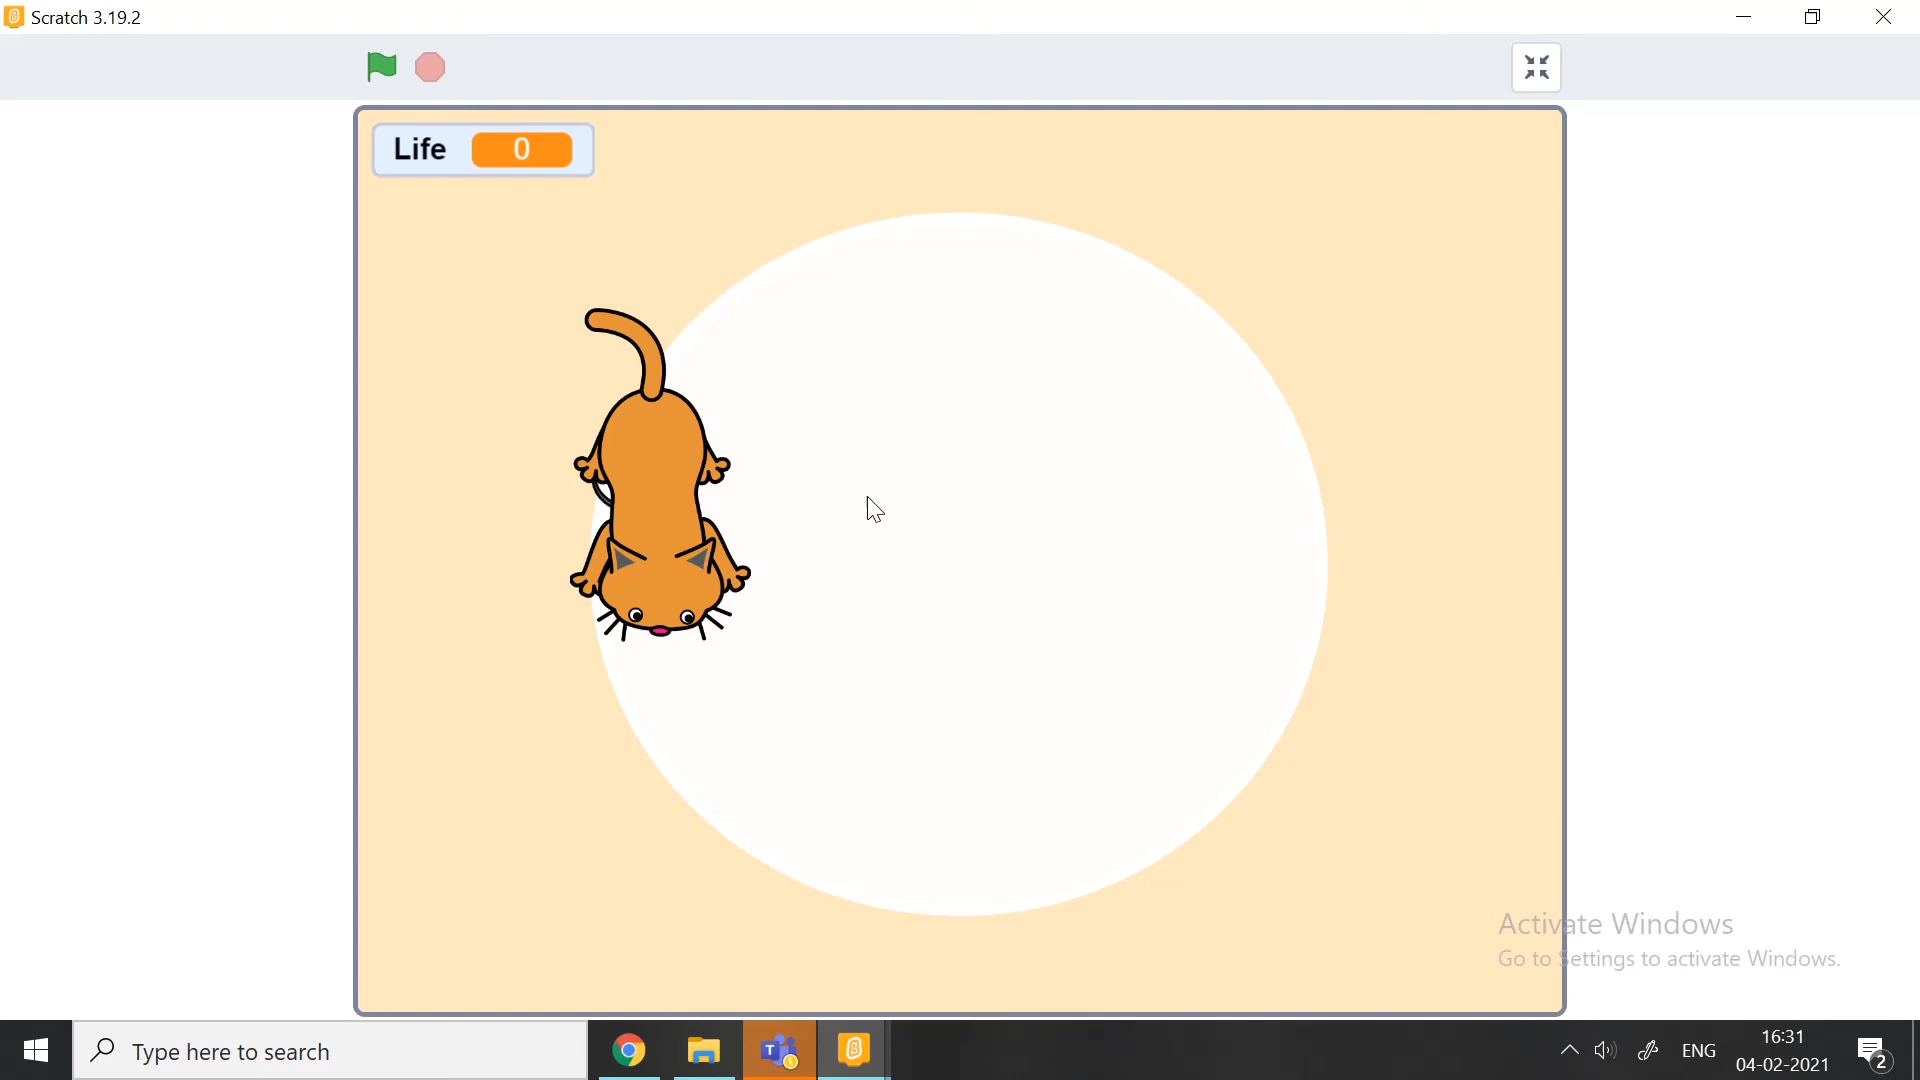 Scratch 3.19.2
Life 0
Activate Windows
Go to Settings to activate Windows.
Type here to search
T
ENG
16:31
04-02-2021
2